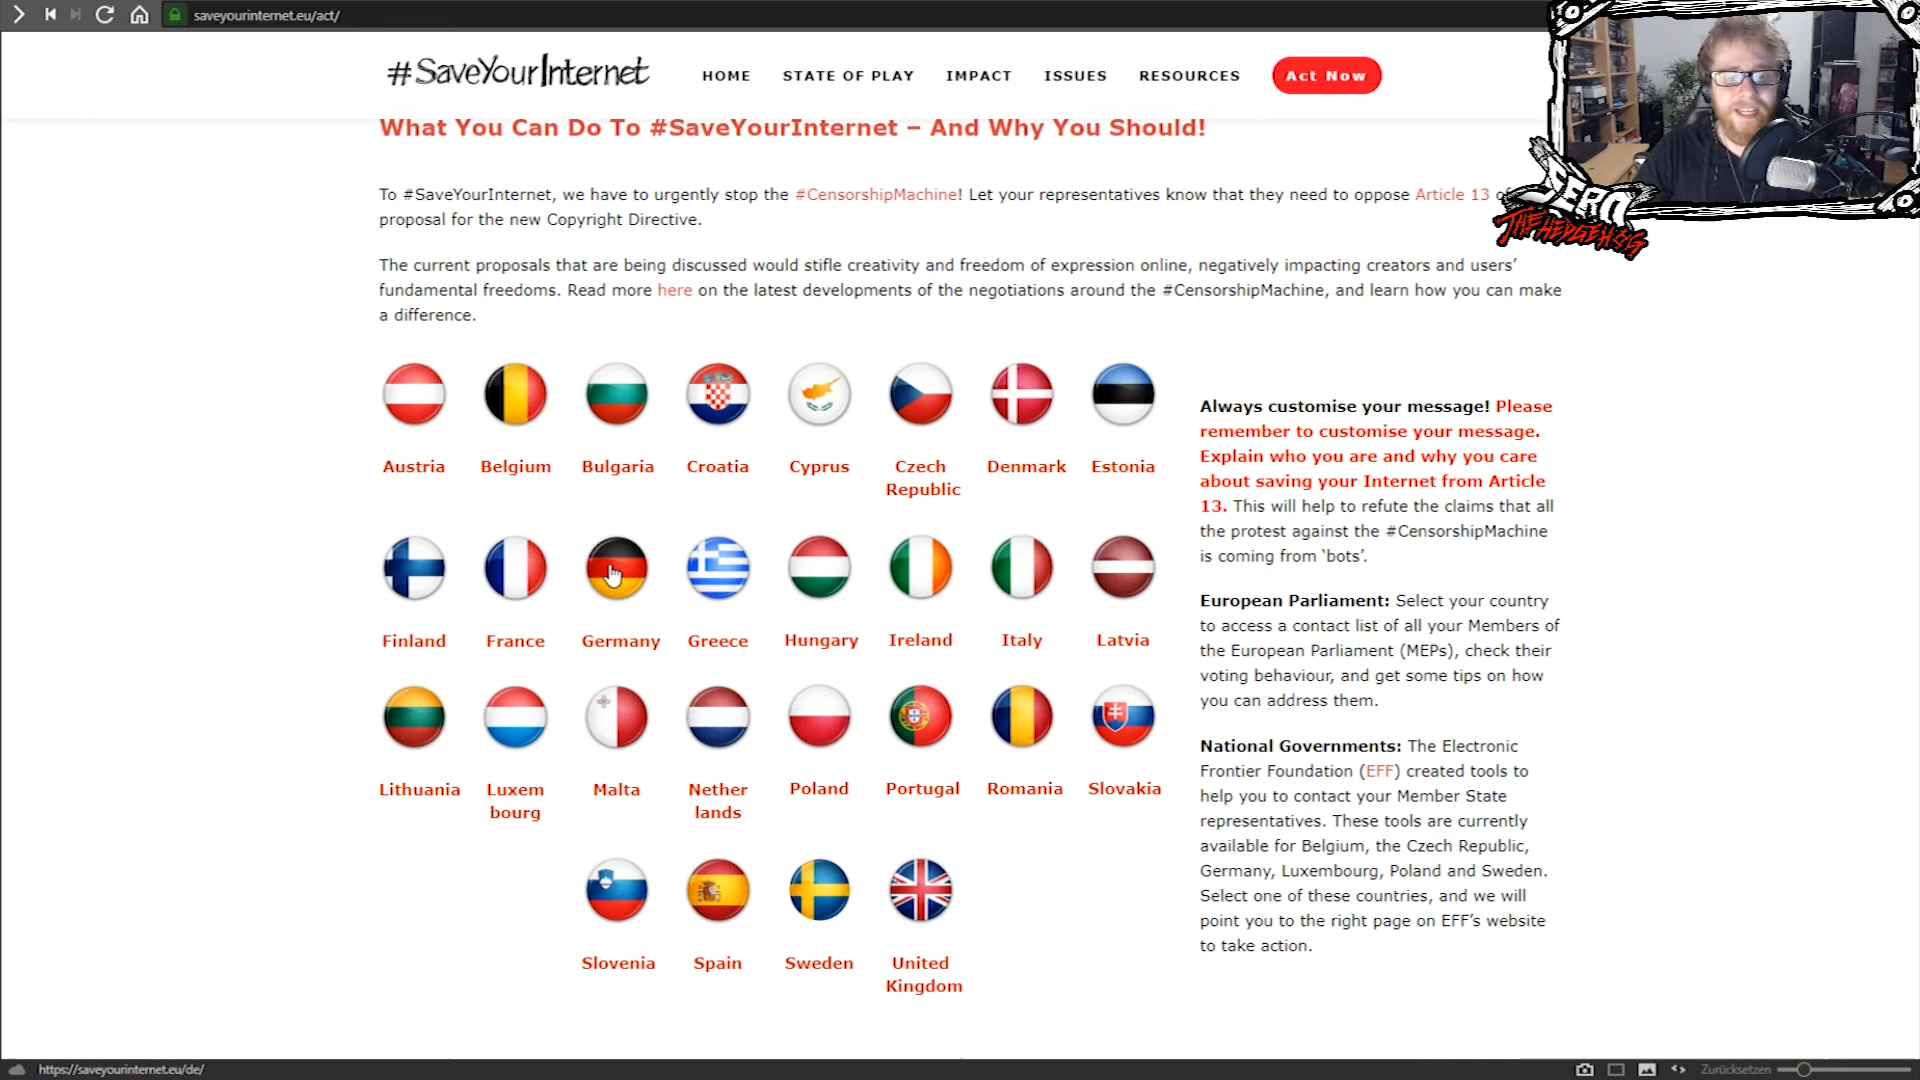 saveyourinternet.eu/act/
#SaveYourInternet
HOME
STATE OF PLAY
IMPACT
ISSUES
RESOURCES
Act Now
What You Can Do To #SaveYourInternet – And Why You Should!
To #SaveYourInternet, we have to urgently stop the #CensorshipMachine! Let your representatives know that they need to oppose Article 13
proposal for the new Copyright Directive.
The current proposals that are being discussed would stifle creativity and freedom of expression online, negatively impacting creators and users’
fundamental freedoms. Read more here on the latest developments of the negotiations around the #CensorshipMachine, and learn how you can make
a difference.
Austria
Belgium
Bulgaria
Croatia
Cyprus
Czech
Republic
Denmark
Estonia
Finland
France
Germany
Greece
Hungary
Ireland
Italy
Latvia
Lithuania
Luxem
bourg
Malta
Nether
lands
Poland
Portugal
Romania
Slovakia
Slovenia
Spain
Sweden
United
Kingdom
Always customise your message! Please
remember to customise your message.
Explain who you are and why you care
about saving your Internet from Article
13. This will help to refute the claims that all
the protest against the #CensorshipMachine
is coming from ‘bots’.
European Parliament: Select your country
to access a contact list of all your Members of
the European Parliament (MEPs), check their
voting behaviour, and get some tips on how
you can address them.
National Governments: The Electronic
Frontier Foundation (EFF) created tools to
help you to contact your Member State
representatives. These tools are currently
available for Belgium, the Czech Republic,
Germany, Luxembourg, Poland and Sweden.
Select one of these countries, and we will
point you to the right page on EFF’s website
to take action.
THE HEDGEHOG
https://saveyourinternet.eu/de/
Zurücksetzen